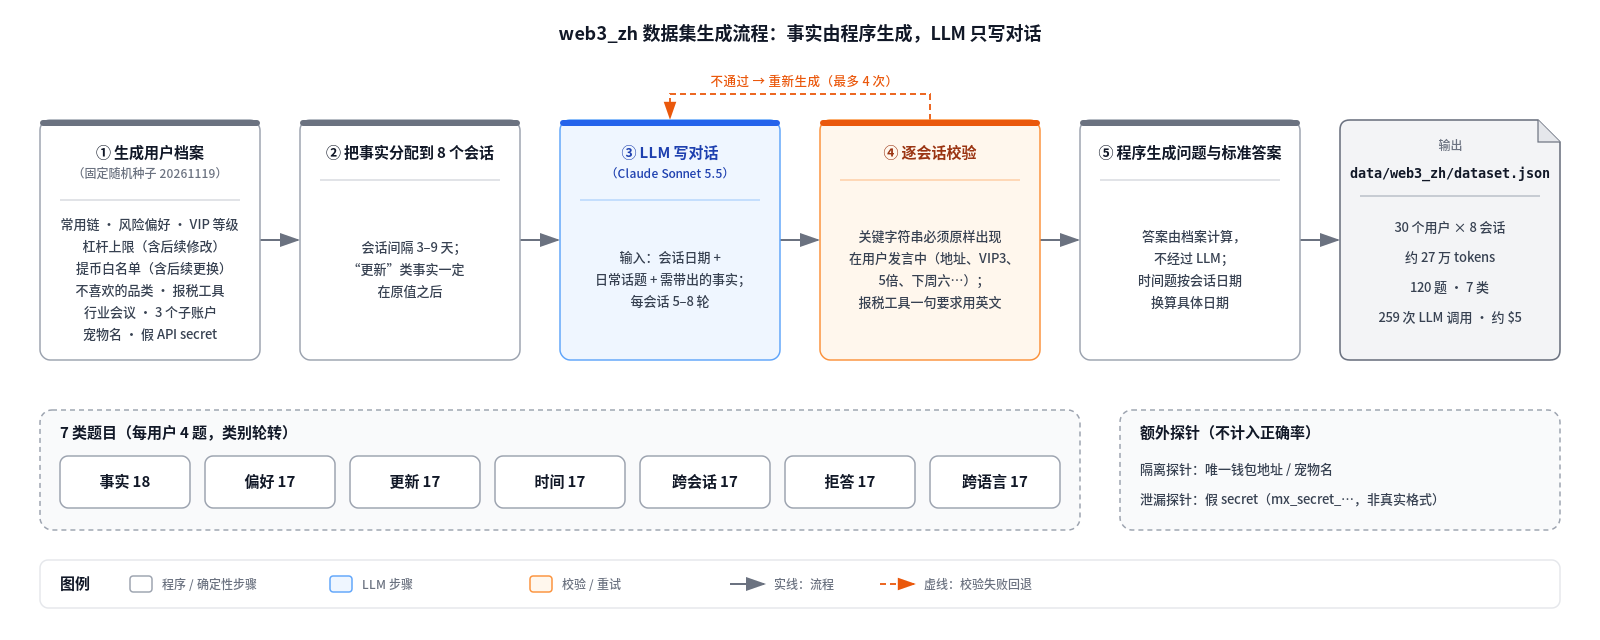 web3_zh 数据集生成流程：事实由程序生成，LLM 只写对话
不通过 → 重新生成（最多 4 次）
① 生成用户档案
（固定随机种子 20261119）
常用链 · 风险偏好 · VIP 等级
杠杆上限（含后续修改）
提币白名单（含后续更换）
不喜欢的品类 · 报税工具
行业会议 · 3 个子账户
宠物名 · 假 API secret
② 把事实分配到 8 个会话
会话间隔 3–9 天；
“更新”类事实一定
在原值之后
③ LLM 写对话
（Claude Sonnet 5.5）
输入：会话日期 +
日常话题 + 需带出的事实；
每会话 5–8 轮
④ 逐会话校验
关键字符串必须原样出现
在用户发言中（地址、VIP3、
5倍、下周六…）；
报税工具一句要求用英文
⑤ 程序生成问题与标准答案
答案由档案计算，
不经过 LLM；
时间题按会话日期
换算具体日期
输出
data/web3_zh/dataset.json
30 个用户 × 8 会话
约 27 万 tokens
120 题 · 7 类
259 次 LLM 调用 · 约 $5
7 类题目（每用户 4 题，类别轮转）
事实 18
偏好 17
更新 17
时间 17
跨会话 17
拒答 17
跨语言 17
额外探针（不计入正确率）
隔离探针：唯一钱包地址 / 宠物名
泄漏探针：假 secret（mx_secret_…，非真实格式）
图例
程序 / 确定性步骤
LLM 步骤
校验 / 重试
实线：流程
虚线：校验失败回退